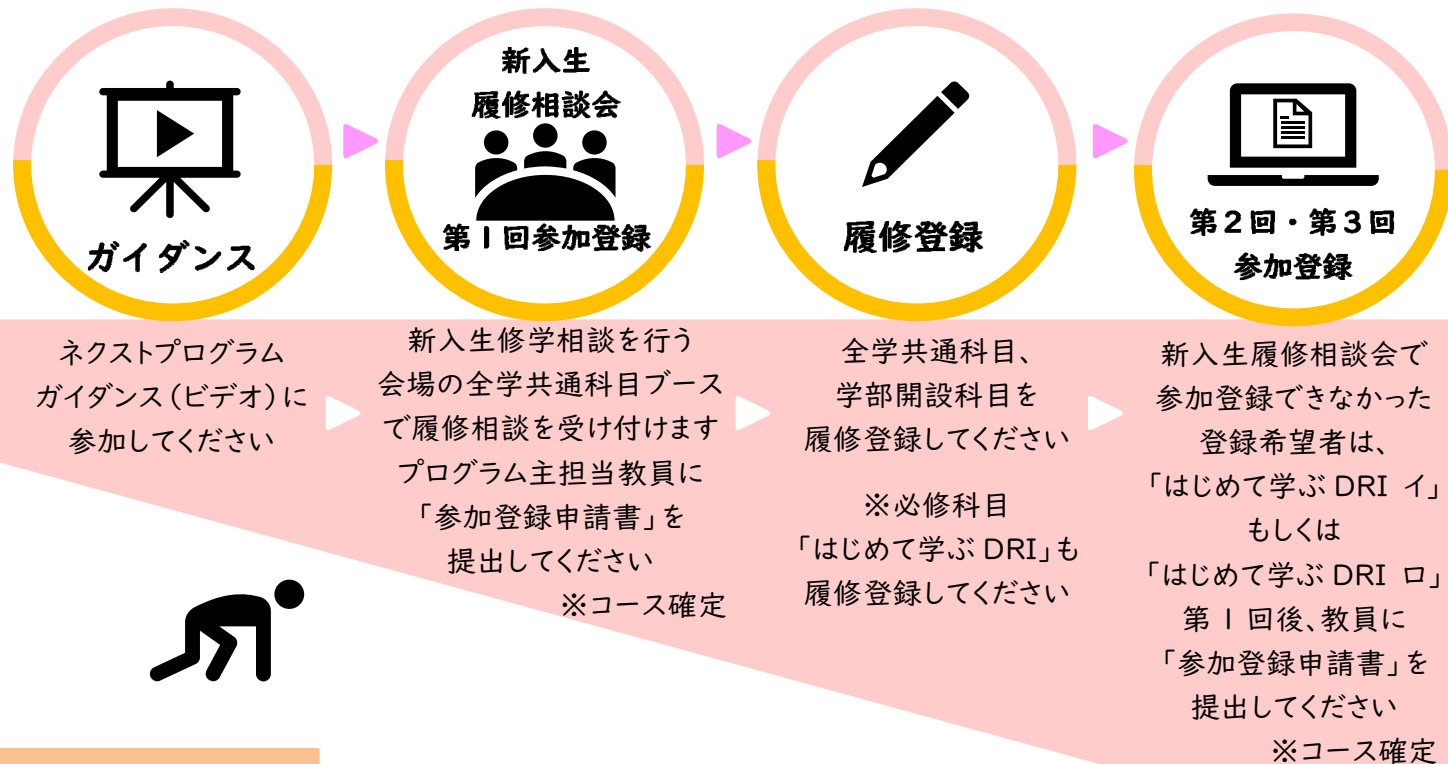 ガイダンス
新入生
履修相談会
第1回参加登録
履修登録
第2回・第3回
参加登録
ネクストプログラム
ガイダンス(ビデオ)に
参加してください
新入生修学相談を行う
会場の全学共通科目ブース
で履修相談を受け付けます
プログラム主担当教員に
「参加登録申請書」を
提出してください
※コース確定
全学共通科目、
学部開設科目を
履修登録してください
※必修科目
「はじめて学ぶ DRI」も
履修登録してください
新入生履修相談会で
参加登録できなかった
登録希望者は、
「はじめて学ぶ DRI イ」
もしくは
「はじめて学ぶ DRI ロ」
第1回後、教員に
「参加登録申請書」を
提出してください
※コース確定